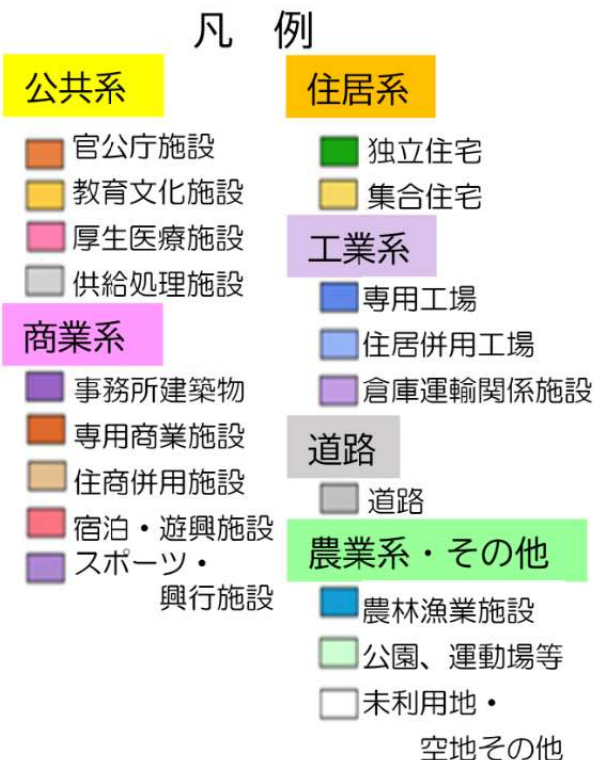 凡 例
公共系
官公庁施設
教育文化施設
厚生医療施設
供給処理施設
商業系
事務所建築物
専用商業施設
住商併用施設
宿泊・遊興施設
スポーツ・
興行施設
住居系
独立住宅
集合住宅
工業系
専用工場
住居併用工場
倉庫運輸関係施設
道路
道路
農業系・その他
農林漁業施設
公園、運動場等
未利用地・
空地その他